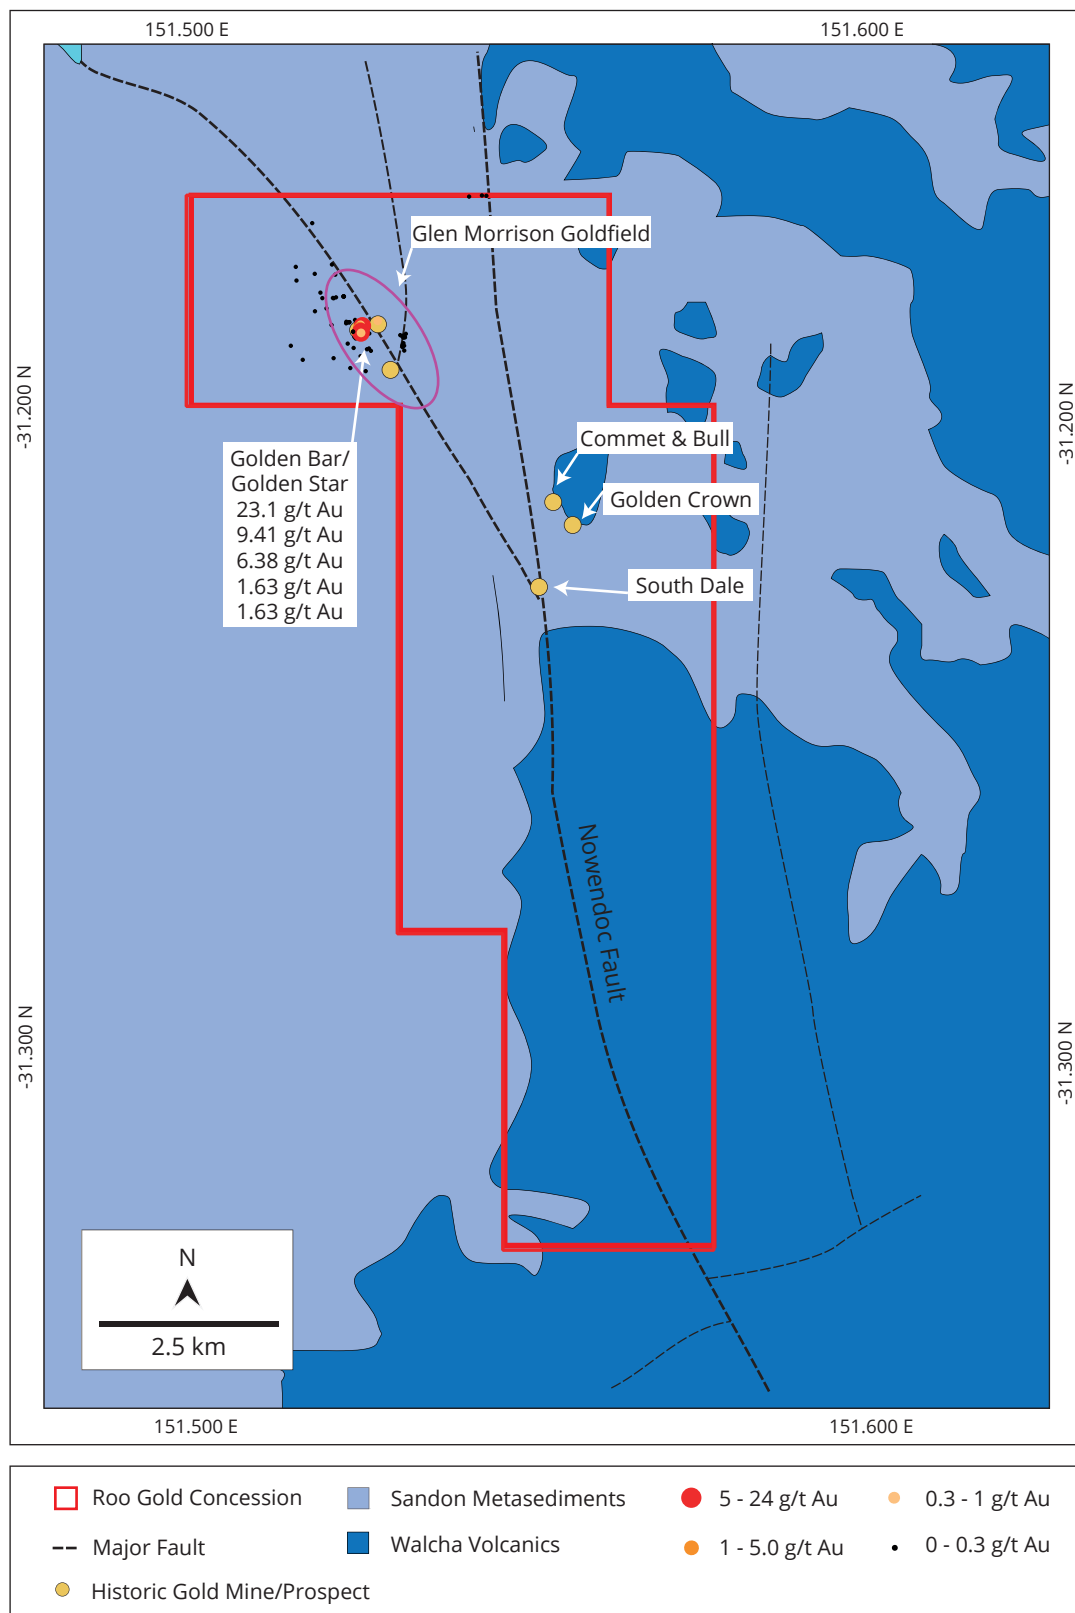 151.500 E
151.600 E
Glen Morrison Goldfield
-31.200 N
-31.200 N
Commet & Bull
Golden Bar/
Golden Star
23.1 g/t Au
9.41 g/t Au
6.38 g/t Au
1.63 g/t Au
1.63 g/t Au
Golden Crown
South Dale
Nowendoc Fault
-31.300 N
-31.300 N
N
2.5 km
151.500 E
151.600 E
Roo Gold Concession
Sandon Metasediments
5 - 24 g/t Au
0.3 - 1 g/t Au
Major Fault
Walcha Volcanics
1 - 5.0 g/t Au
0 - 0.3 g/t Au
Historic Gold Mine/Prospect